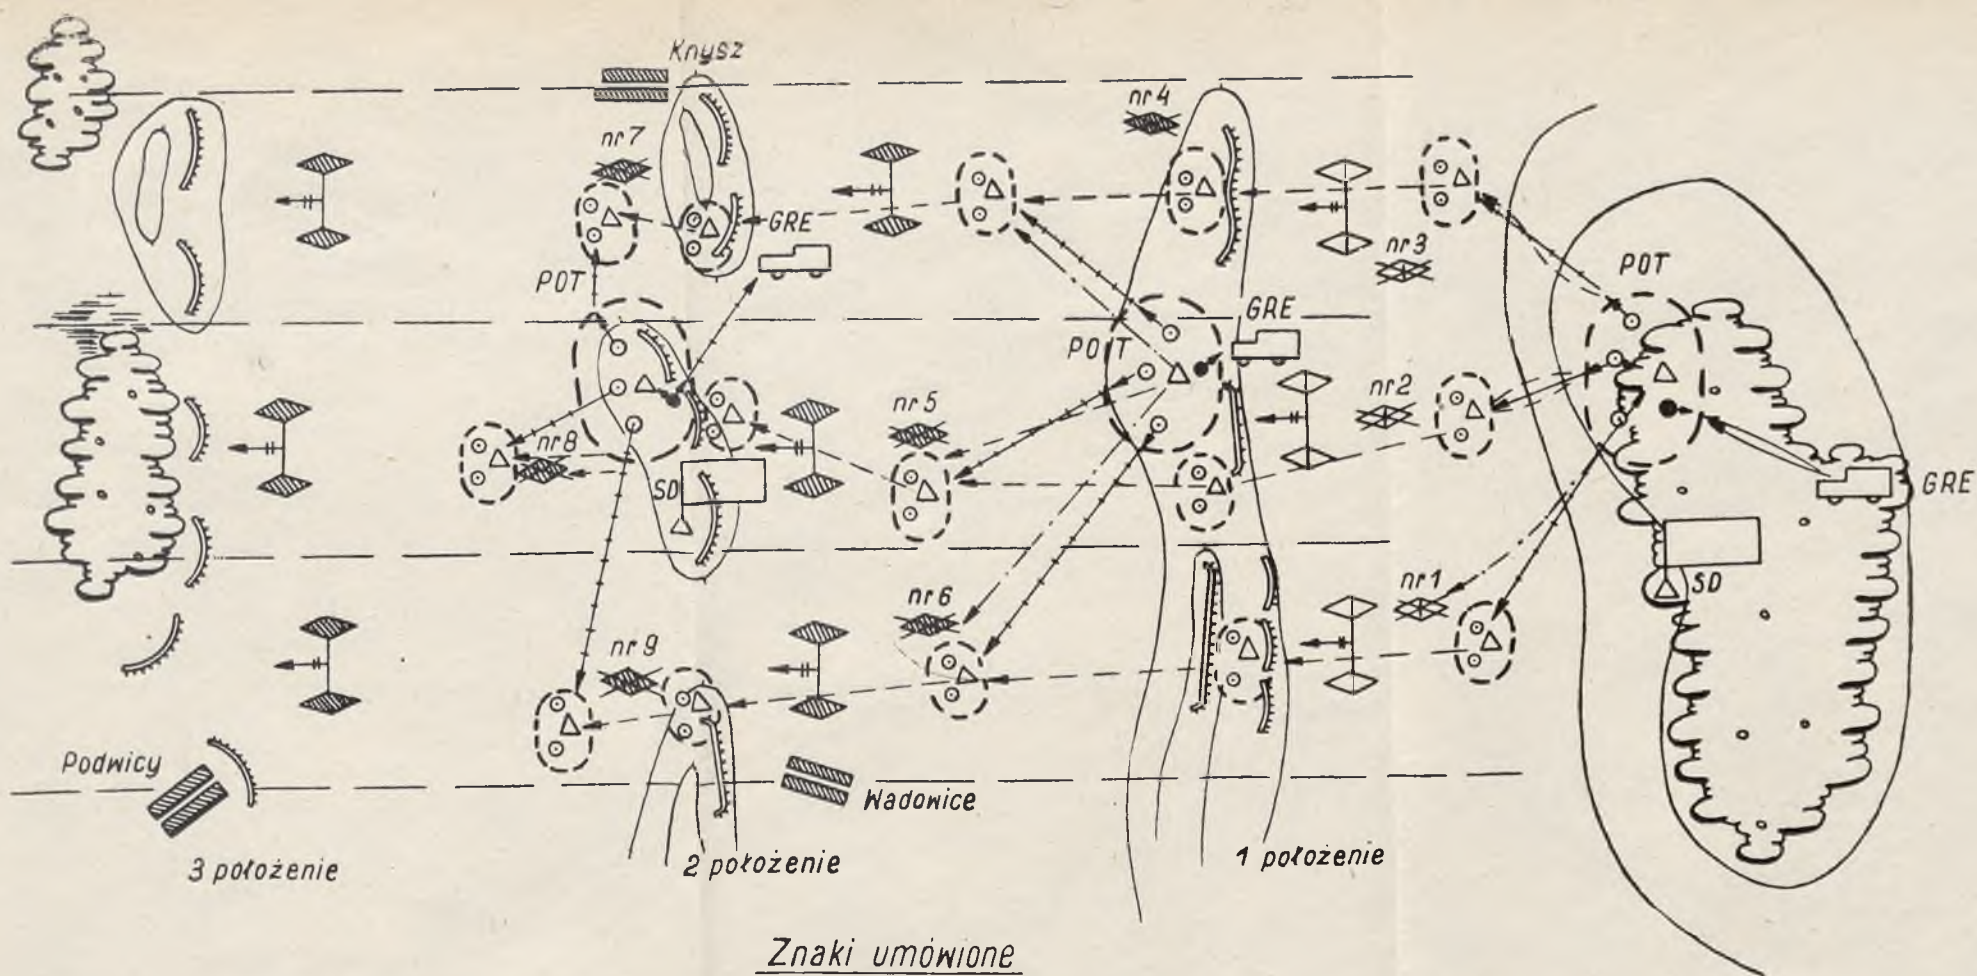 Knysz
nr 4
nr 7
nr 3
GRE
POT
POT
GRE
POT
nr 5
nr 2
nr 8
SD
GRE
nr 6
nr 1
SD
nr 9
Podwicy
Wadowice
3 położenie
2 położenie
1 położenie
Znaki umówione